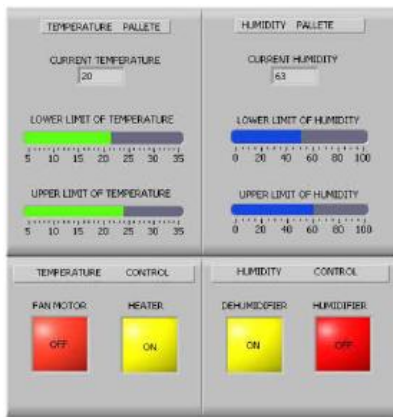 TEMPERATURE PALLETE
HUMIDITY PALLETE
CURRENT TEMPERATURE
20
CURRENT HUMIDITY
63
LOWER LIMIT OF TEMPERATURE
5 10 15 20 25 30 35
LOWER LIMIT OF HUMIDITY
0 20 40 60 80 100
UPPER LIMIT OF TEMPERATURE
5 10 15 20 25 30 35
UPPER LIMIT OF HUMIDITY
0 20 40 60 80 100
TEMPERATURE CONTROL
HUMIDITY CONTROL
FAN MOTOR
HEATER
DEHUMIDIFIER
HUMIDIFIER
OFF
ON
ON
OFF